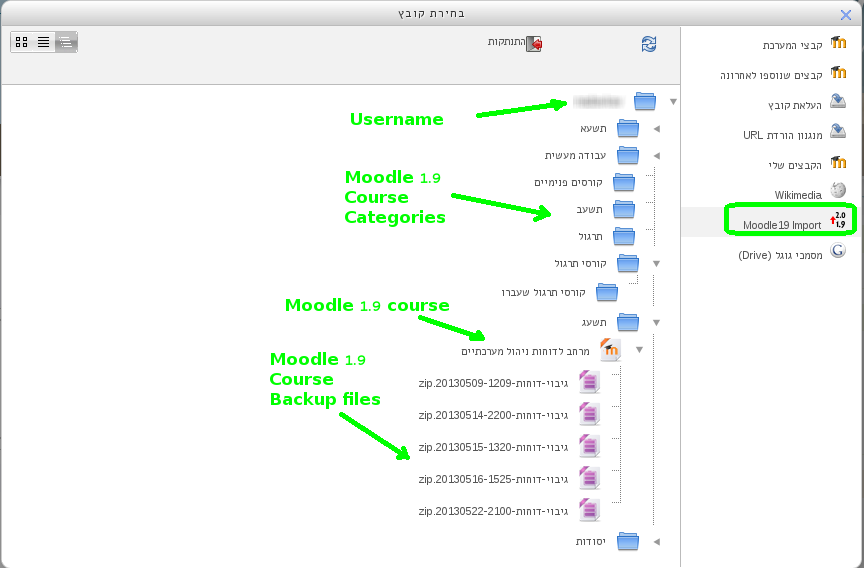 בחירת קובץ
התנתקות
קבצי המערכת
קבצים שנוספו לאחרונה
העלאת קובץ
מנגנון הורדת URL
הקבצים שלי
Wikimedia
2.0
1.9
Moodle19 Import
G
מסמכי גוגל (Drive)
Username
תשעא
עבודה מעשית
Moodle 1.9
Course
Categories
קורסים פנימיים
תשעב
תרגול
קורסי תרגול
קורסי תרגול שעברו
תשעג
Moodle 1.9 course
מרחב לדוחות ניהול מערכתיים
Moodle 1.9
Course
Backup files
גיבוי-דוחות-20130509-1209.zip
גיבוי-דוחות-20130514-2200.zip
גיבוי-דוחות-20130515-1320.zip
גיבוי-דוחות-20130516-1525.zip
גיבוי-דוחות-20130522-2100.zip
יסודות